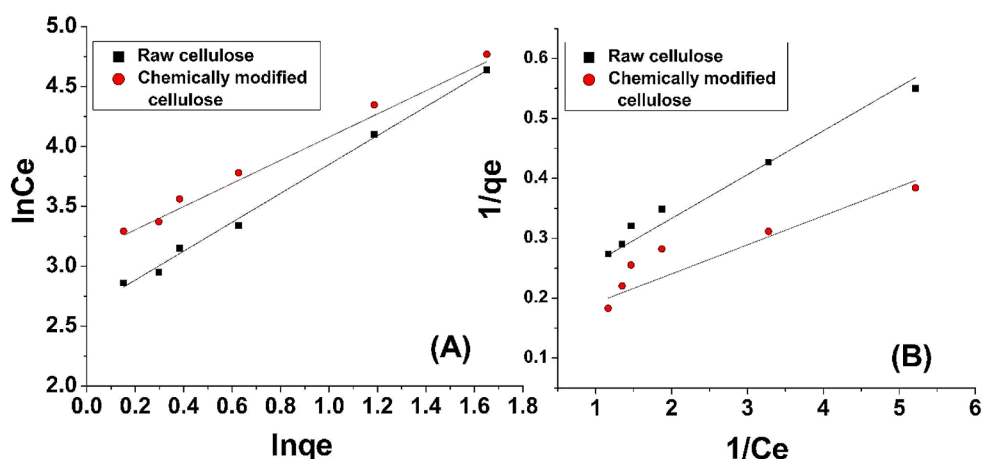 5.0
4.5
4.0
3.5
3.0
2.5
2.0
lnCe
Raw cellulose
Chemically modified
cellulose
(A)
0.0 0.2 0.4 0.6 0.8 1.0 1.2 1.4 1.6 1.8
lnqe
0.6
0.5
0.4
0.3
0.2
0.1
1/qe
Raw cellulose
Chemically modified
cellulose
(B)
1 2 3 4 5 6
1/Ce